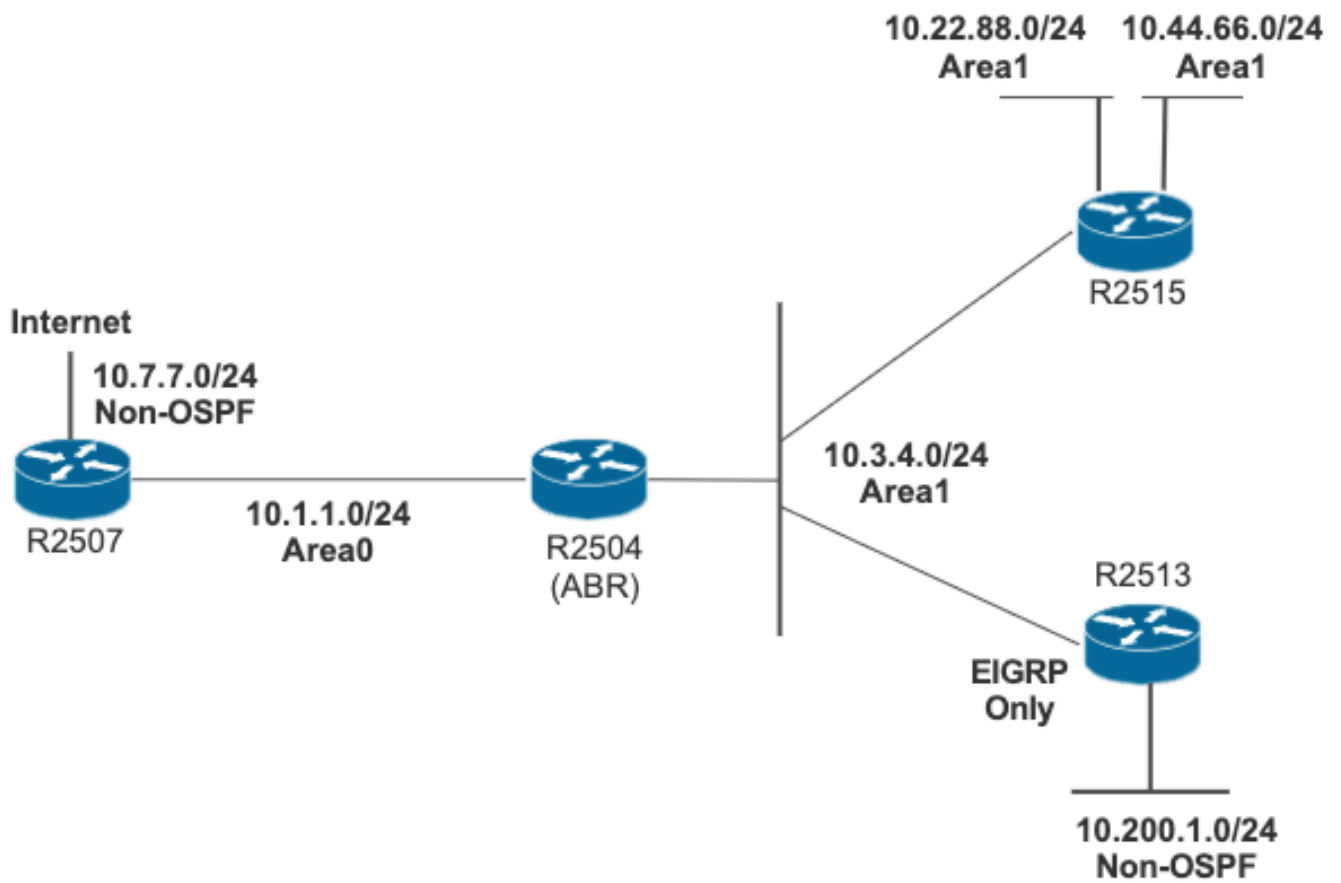 10.22.88.0/24
Area1
10.44.66.0/24
Area1
R2515
Internet
10.7.7.0/24
Non-OSPF
R2507
10.1.1.0/24
Area0
R2504
(ABR)
10.3.4.0/24
Area1
R2513
EIGRP
Only
10.200.1.0/24
Non-OSPF